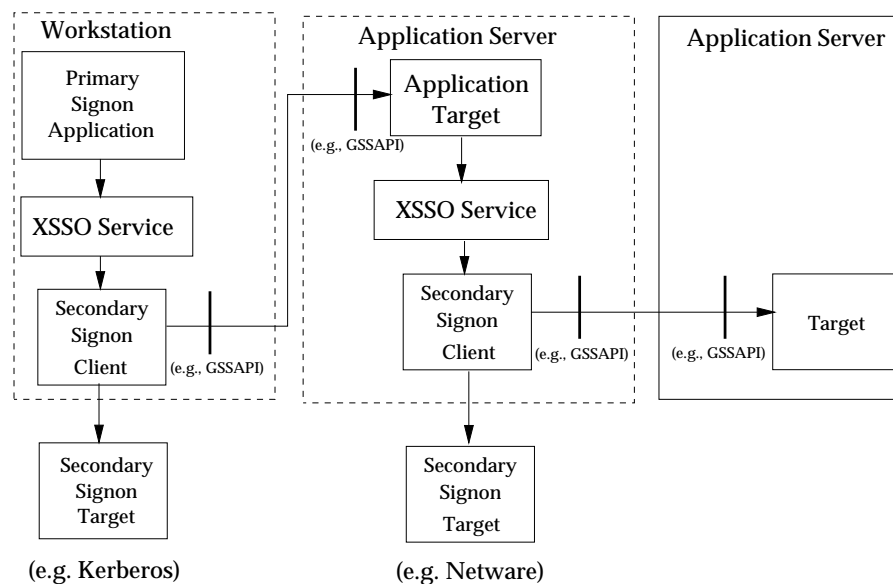 Workstation
Primary
Signon
Application
XSSO Service
Secondary
Signon
Client
(e.g., GSSAPI)
Secondary
Signon
Target
(e.g. Kerberos)
Application Server
(e.g., GSSAPI)
Application
Target
XSSO Service
Secondary
Signon
Client
(e.g., GSSAPI)
Secondary
Signon
Target
(e.g. Netware)
Application Server
(e.g., GSSAPI)
Target